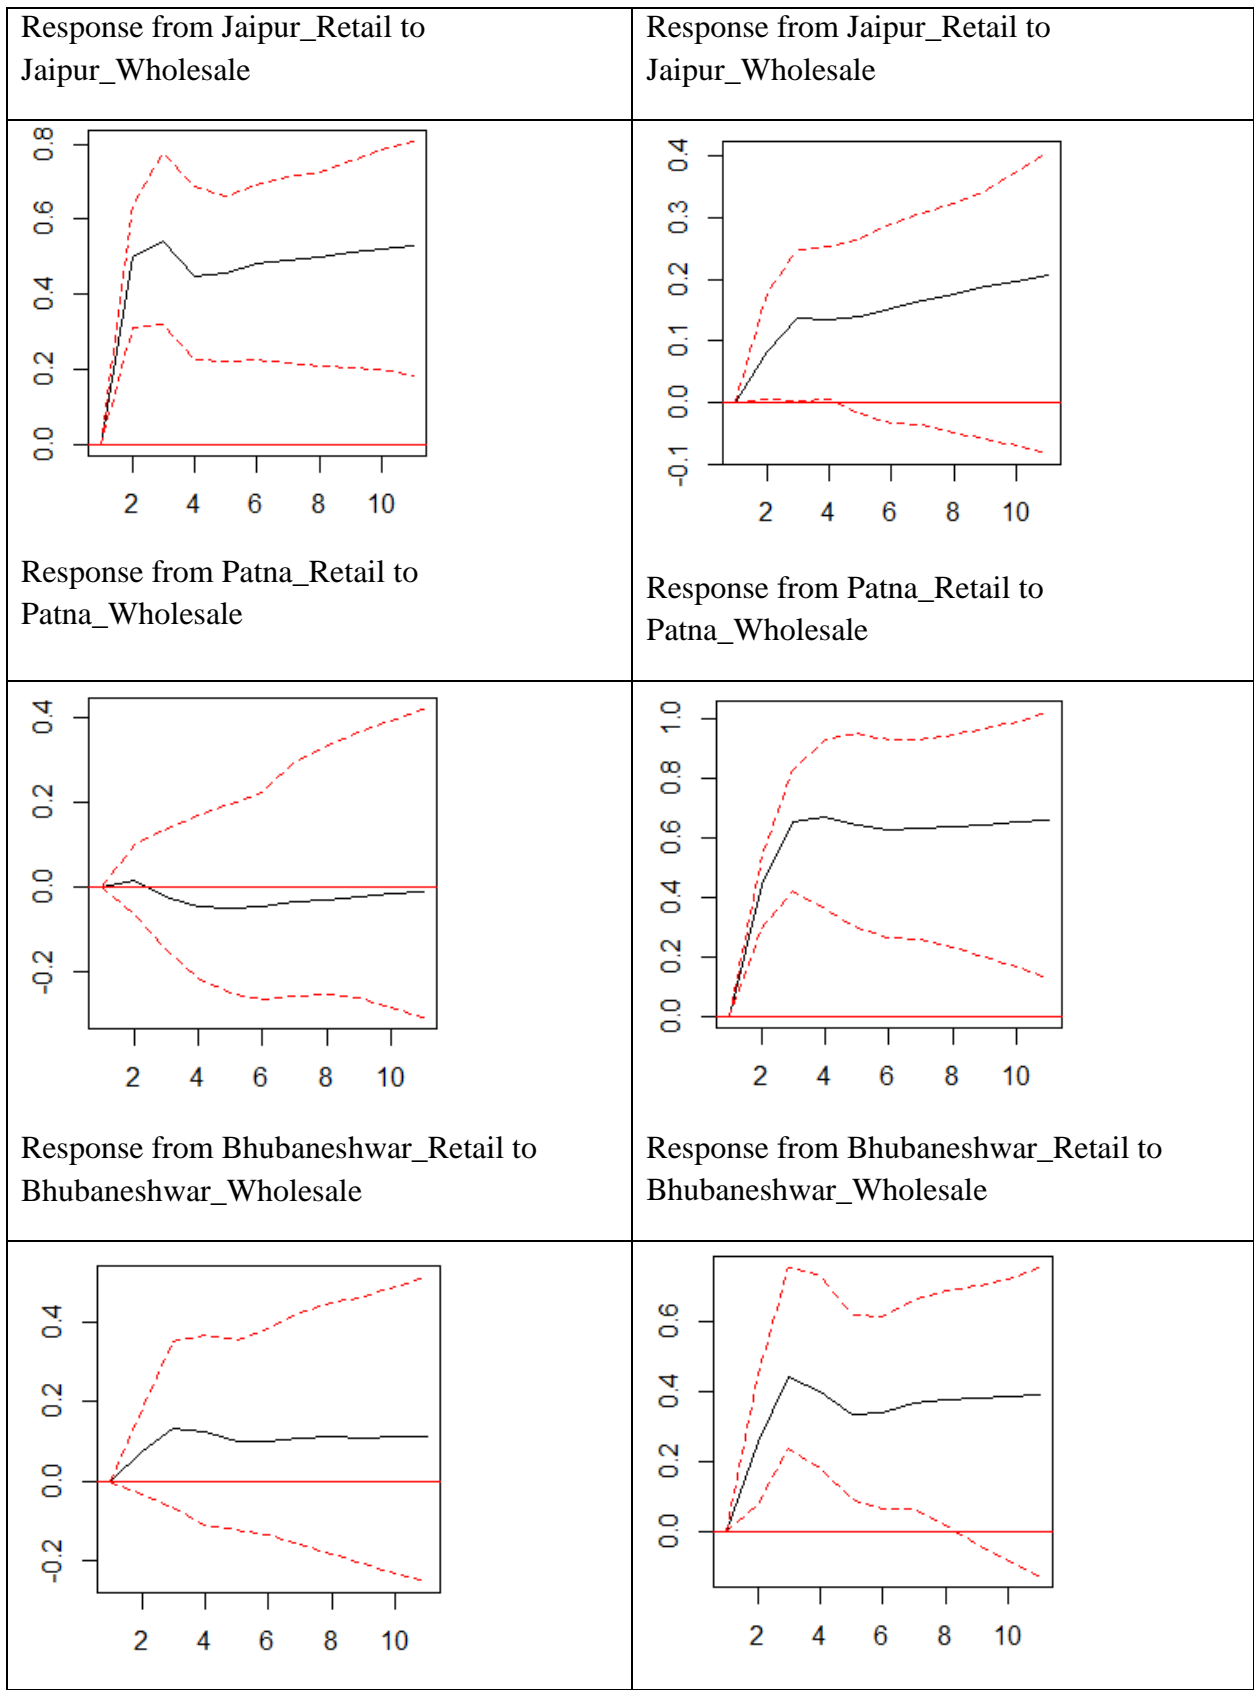 Response from Jaipur_Retail to
Jaipur_Wholesale
Response from Jaipur_Retail to
Jaipur_Wholesale
0.8
0.6
0.4
0.2
0.0
2 4 6 8 10
0.4
0.3
0.2
0.1
0.0
-0.1
2 4 6 8 10
Response from Patna_Retail to
Patna_Wholesale
Response from Patna_Retail to
Patna_Wholesale
0.4
0.2
0.0
-0.2
2 4 6 8 10
1.0
0.8
0.6
0.4
0.2
0.0
2 4 6 8 10
Response from Bhubaneshwar_Retail to
Bhubaneshwar_Wholesale
Response from Bhubaneshwar_Retail to
Bhubaneshwar_Wholesale
0.4
0.2
0.0
-0.2
2 4 6 8 10
0.6
0.4
0.2
0.0
2 4 6 8 10